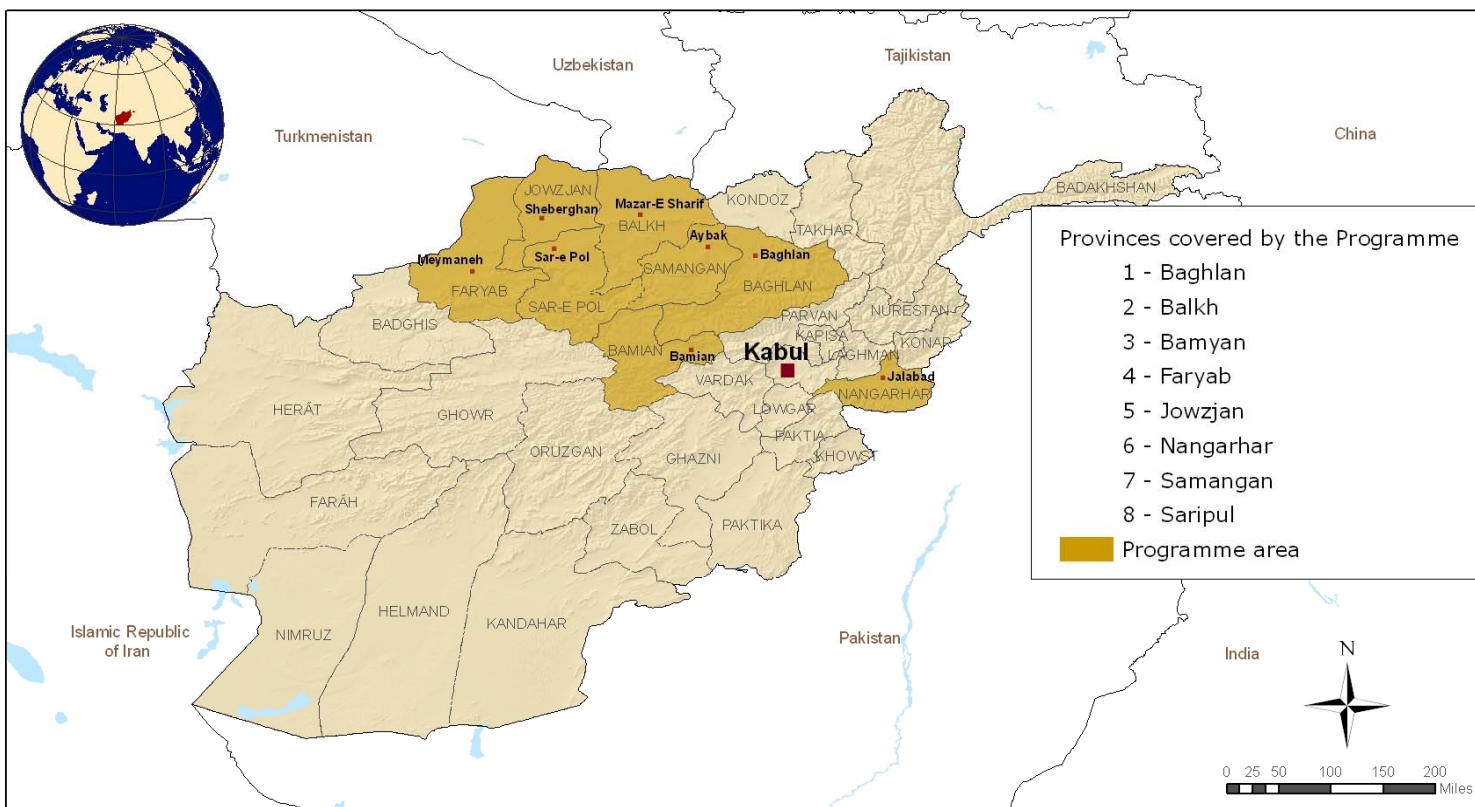 Uzbekistan
Tajikistan
Turkmenistan
China
JOWZJAN
Sheberghan
Mazar-E Sharif
BALKH
KONDOZ
BADAKHSHAN
TAKHAR
Aybak
Meymaneh
Sar-e Pol
SAMANGAN
Baghlan
FARYAB
SAR-E POL
BAGHLAN
BADGHIS
PARVAN
NURESTAN
KAPISA
BAMIAN
Bamian
Kabul
LAGHMAN
KONAR
VARDAK
Jalabad
NANGARHAR
HERĀT
GHOWR
LOWGAR
ORUZGAN
GHAZNI
PAKTIA
KHOWST
FARĀH
ZABOL
PAKTIKA
NIMRUZ
HELMAND
KANDAHAR
Islamic Republic
of Iran
Pakistan
India
Provinces covered by the Programme
1 - Baghlan
2 - Balkh
3 - Bamyan
4 - Faryab
5 - Jowzjan
6 - Nangarhar
7 - Samangan
8 - Saripul
Programme area
N
0 25 50 100 150 200
Miles